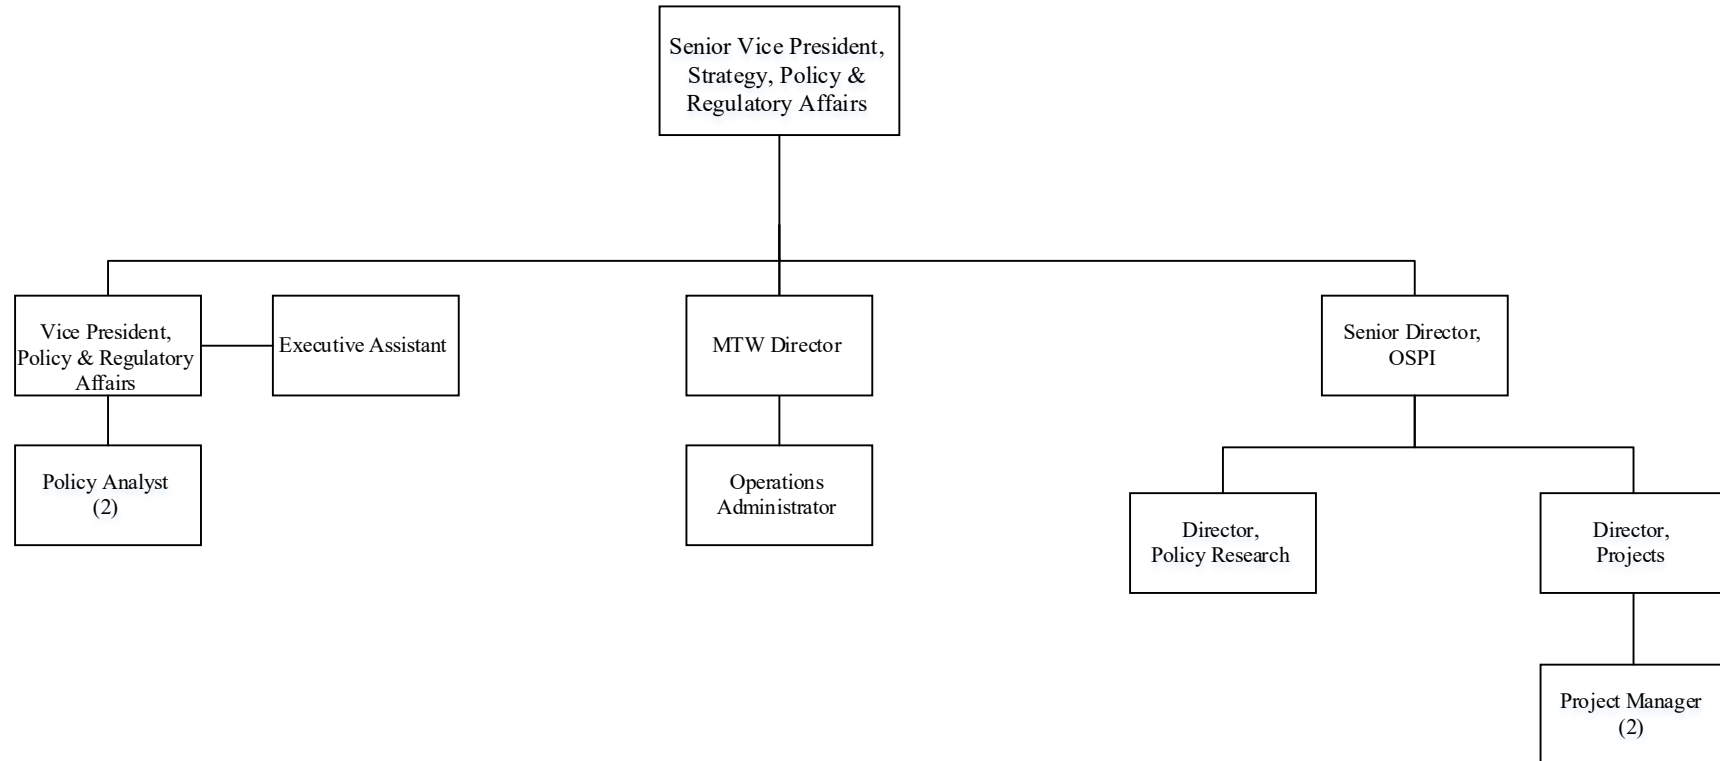 Senior Vice President,
Strategy, Policy &
Regulatory Affairs
Vice President,
Policy & Regulatory
Affairs
Executive Assistant
MTW Director
Senior Director,
OSPI
Policy Analyst
(2)
Operations
Administrator
Director,
Policy Research
Director,
Projects
Project Manager
(2)